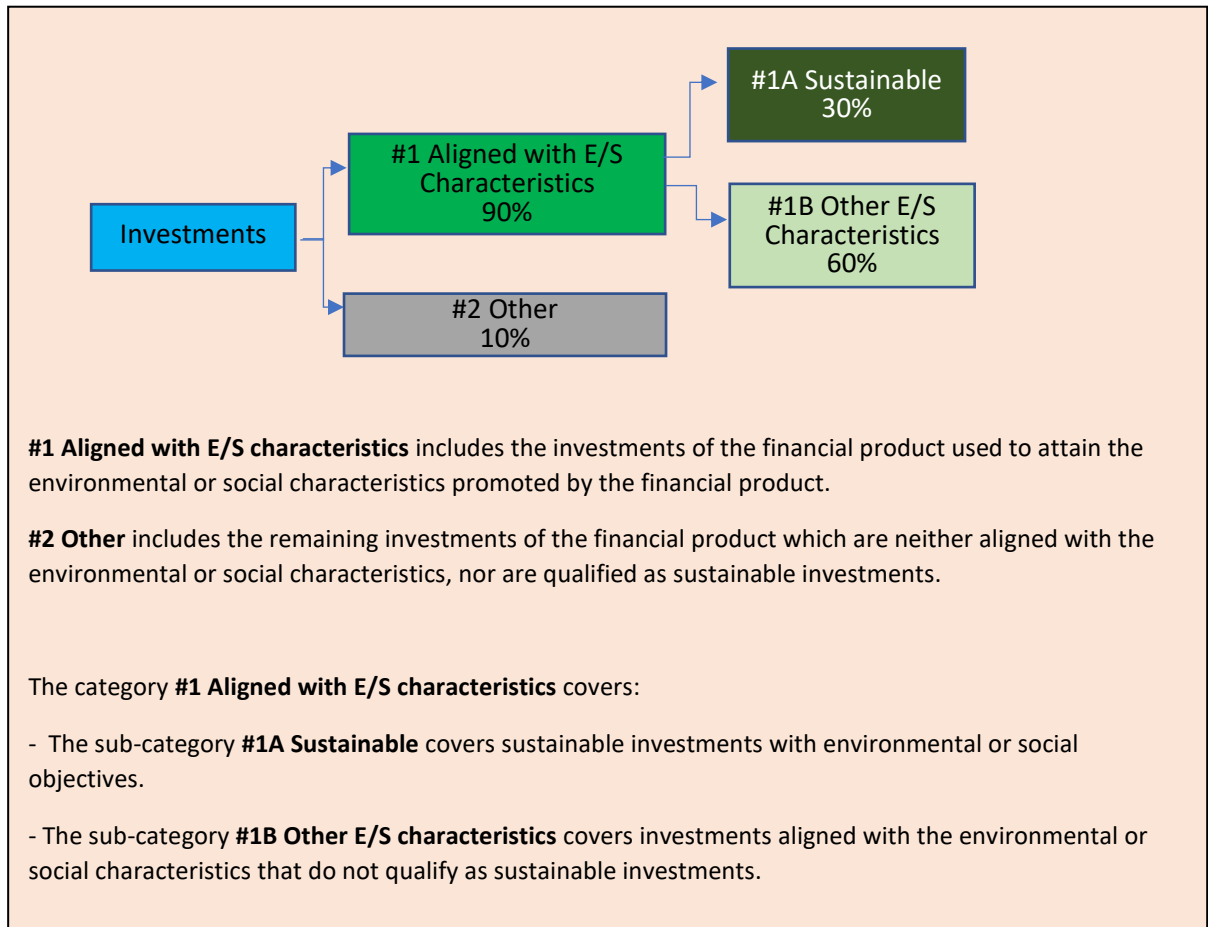 #1A Sustainable
30%
#1 Aligned with E/S
Characteristics
90%
#1B Other E/S
Characteristics
60%
Investments
#2 Other
10%
#1 Aligned with E/S characteristics includes the investments of the financial product used to attain the
environmental or social characteristics promoted by the financial product.
#2 Other includes the remaining investments of the financial product which are neither aligned with the
environmental or social characteristics, nor are qualified as sustainable investments.
The category #1 Aligned with E/S characteristics covers:
- The sub-category #1A Sustainable covers sustainable investments with environmental or social
objectives.
- The sub-category #1B Other E/S characteristics covers investments aligned with the environmental or
social characteristics that do not qualify as sustainable investments.